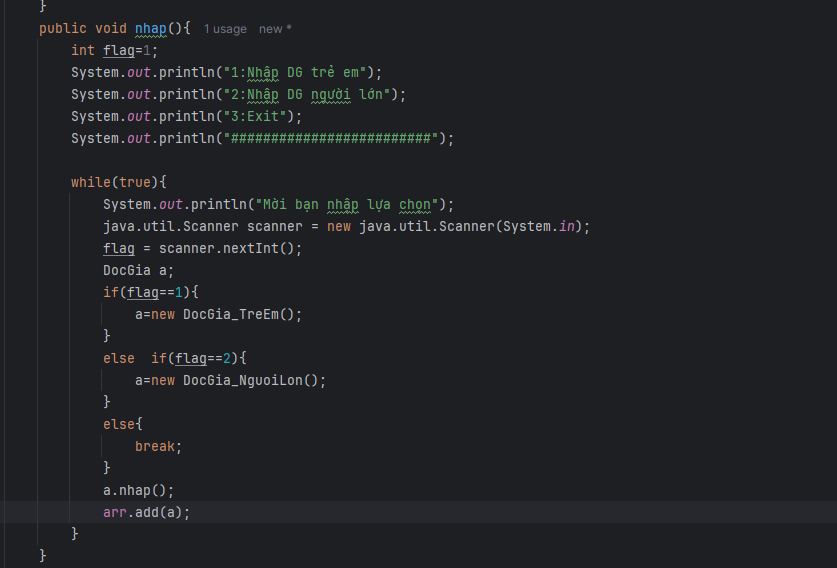 }
public void nhap(){ 1 usage new *
int flag=1;
System.out.println("1:Nhập DG trẻ em");
System.out.println("2:Nhập DG người lớn");
System.out.println("3:Exit");
System.out.println("#########################");
while(true){
System.out.println("Mời bạn nhập lựa chon");
java.util.Scanner scanner = new java.util.Scanner(System.in);
flag = scanner.nextInt();
DocGia a;
if(flag==1){
a=new DocGia_TreEm();
}
else  if(flag==2){
a=new DocGia_NguoiLon();
}
else{
break;
}
a.nhap();
arr.add(a);
}
}